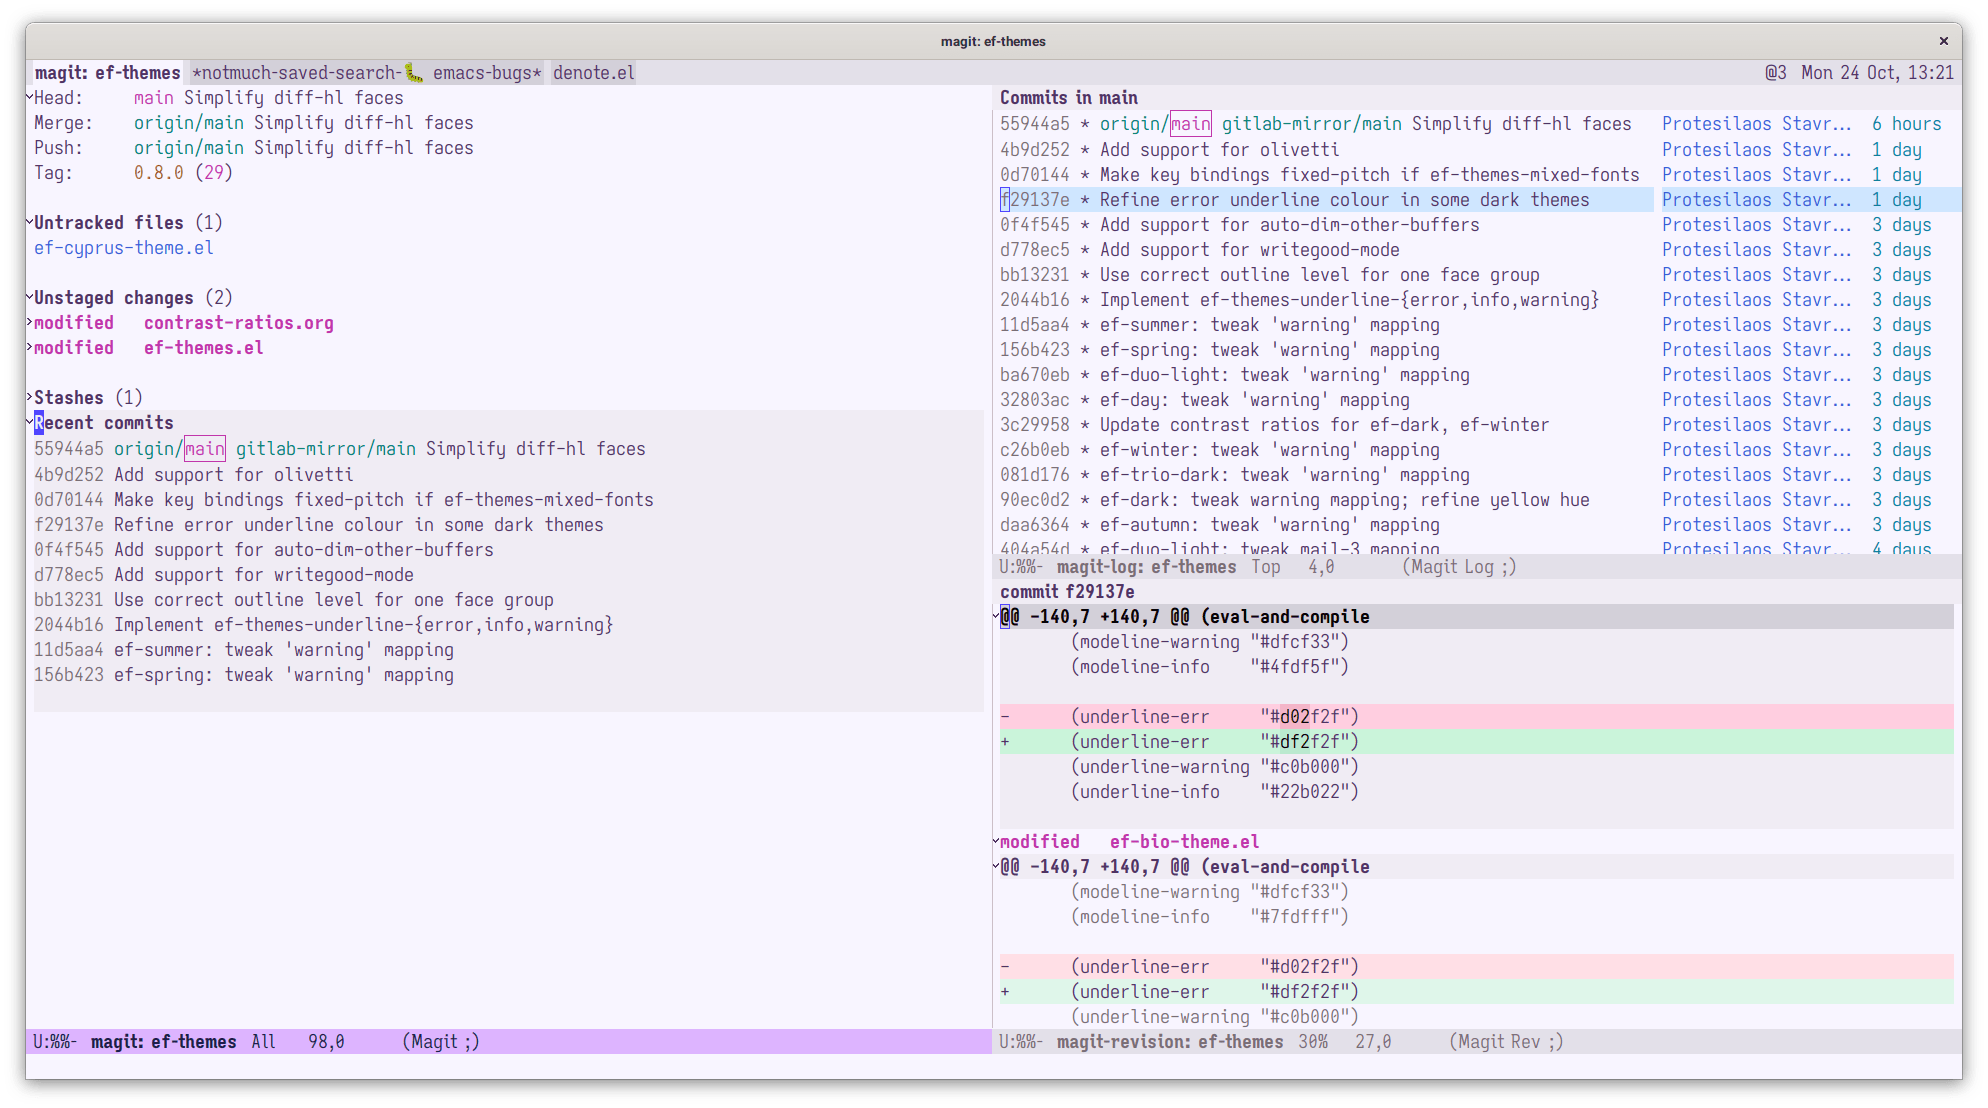 magit: ef-themes ×
magit: ef-themes *notmuch-saved-search-🐛 emacs-bugs* denote.el @3 Mon 24 Oct, 13:21
Head:     main Simplify diff-hl faces
Merge:    origin/main Simplify diff-hl faces
Push:     origin/main Simplify diff-hl faces
Tag:      0.8.0 (29)
Untracked files (1)
ef-cyprus-theme.el
Unstaged changes (2)
modified   contrast-ratios.org
modified   ef-themes.el
Stashes (1)
Recent commits
55944a5 origin/main gitlab-mirror/main Simplify diff-hl faces
4b9d252 Add support for olivetti
0d70144 Make key bindings fixed-pitch if ef-themes-mixed-fonts
f29137e Refine error underline colour in some dark themes
0f4f545 Add support for auto-dim-other-buffers
d778ec5 Add support for writegood-mode
bb13231 Use correct outline level for one face group
2044b16 Implement ef-themes-underline-{error,info,warning}
11d5aa4 ef-summer: tweak 'warning' mapping
156b423 ef-spring: tweak 'warning' mapping
U:%%-  magit: ef-themes  All   98,0      (Magit ;)
Commits in main
55944a5 * origin/main gitlab-mirror/main Simplify diff-hl faces   Protesilaos Stavr...  6 hours
4b9d252 * Add support for olivetti   Protesilaos Stavr...  1 day
0d70144 * Make key bindings fixed-pitch if ef-themes-mixed-fonts   Protesilaos Stavr...  1 day
f29137e * Refine error underline colour in some dark themes   Protesilaos Stavr...  1 day
0f4f545 * Add support for auto-dim-other-buffers   Protesilaos Stavr...  3 days
d778ec5 * Add support for writegood-mode   Protesilaos Stavr...  3 days
bb13231 * Use correct outline level for one face group   Protesilaos Stavr...  3 days
2044b16 * Implement ef-themes-underline-{error,info,warning}   Protesilaos Stavr...  3 days
11d5aa4 * ef-summer: tweak 'warning' mapping   Protesilaos Stavr...  3 days
156b423 * ef-spring: tweak 'warning' mapping   Protesilaos Stavr...  3 days
ba670eb * ef-duo-light: tweak 'warning' mapping   Protesilaos Stavr...  3 days
32803ac * ef-day: tweak 'warning' mapping   Protesilaos Stavr...  3 days
3c29958 * Update contrast ratios for ef-dark, ef-winter   Protesilaos Stavr...  3 days
c26b0eb * ef-winter: tweak 'warning' mapping   Protesilaos Stavr...  3 days
081d176 * ef-trio-dark: tweak 'warning' mapping   Protesilaos Stavr...  3 days
90ec0d2 * ef-dark: tweak warning mapping; refine yellow hue   Protesilaos Stavr...  3 days
daa6364 * ef-autumn: tweak 'warning' mapping   Protesilaos Stavr...  3 days
404a54d * ef-duo-light: tweak mail-3 mapping   Protesilaos Stavr...  4 days
U:%%-  magit-log: ef-themes  Top   4,0       (Magit Log ;)
commit f29137e
@@ -140,7 +140,7 @@ (eval-and-compile
       (modeline-warning "#dfcf33")
       (modeline-info    "#4fdf5f")
-      (underline-err     "#d02f2f")
+      (underline-err     "#df2f2f")
       (underline-warning "#c0b000")
       (underline-info    "#22b022")
modified   ef-bio-theme.el
@@ -140,7 +140,7 @@ (eval-and-compile
       (modeline-warning "#dfcf33")
       (modeline-info    "#7fdfff")
-      (underline-err     "#d02f2f")
+      (underline-err     "#df2f2f")
       (underline-warning "#c0b000")
U:%%-  magit-revision: ef-themes  30%   27,0      (Magit Rev ;)